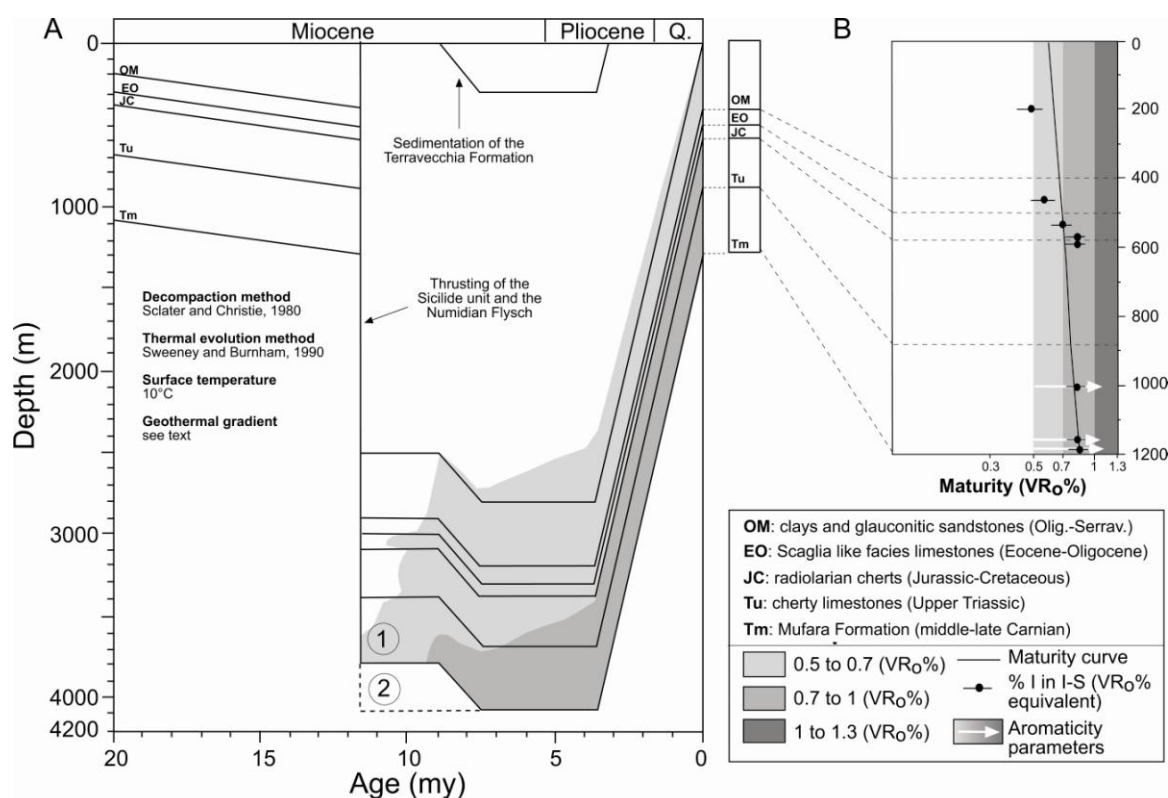 A
Miocene
Pliocene
Q.
B
0
1000
2000
3000
4000
4200
Depth (m)
OM
EO
JC
Tu
Tm
Sedimentation of the
Terravecchia Formation
Thrusting of the
Sicilide unit and the
Numidian Flysch
Decompaction method
Sclater and Christie, 1980
Thermal evolution method
Sweeney and Burnham, 1990
Surface temperature
10°C
Geothermal gradient
see text
1
2
20
15
10
5
0
Age (my)
OM
EO
JC
Tu
Tm
0
200
400
600
800
1000
1200
0.3
0.5
0.7
1
1.3
Maturity (VRo%)
OM: clays and glauconitic sandstones (Olig.-Serrav.)
EO: Scaglia like facies limestones (Eocene-Oligocene)
JC: radiolarian cherts (Jurassic-Cretaceous)
Tu: cherty limestones (Upper Triassic)
Tm: Mufara Formation (middle-late Carnian)
0.5 to 0.7 (VRo%)
0.7 to 1 (VRo%)
1 to 1.3 (VRo%)
Maturity curve
% I in I-S (VRo%
equivalent)
Aromaticity
parameters